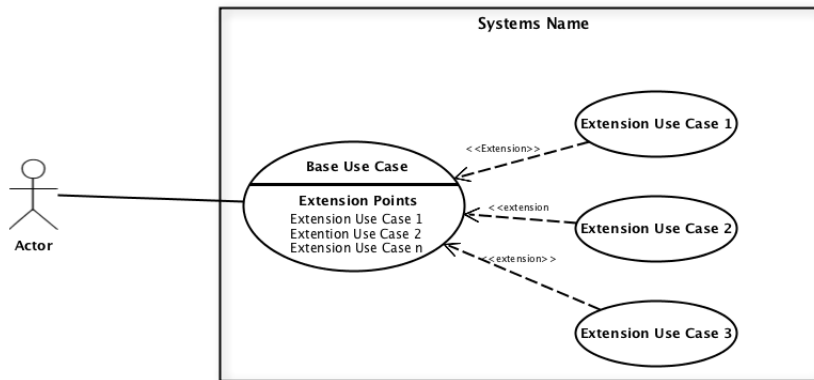 Systems Name
Extension Use Case 1
<<Extension>>
Base Use Case
Extension Points
Extension Use Case 1
Extention Use Case 2
Extension Use Case n
<<extension
Extension Use Case 2
Actor
<<extension>>
Extension Use Case 3